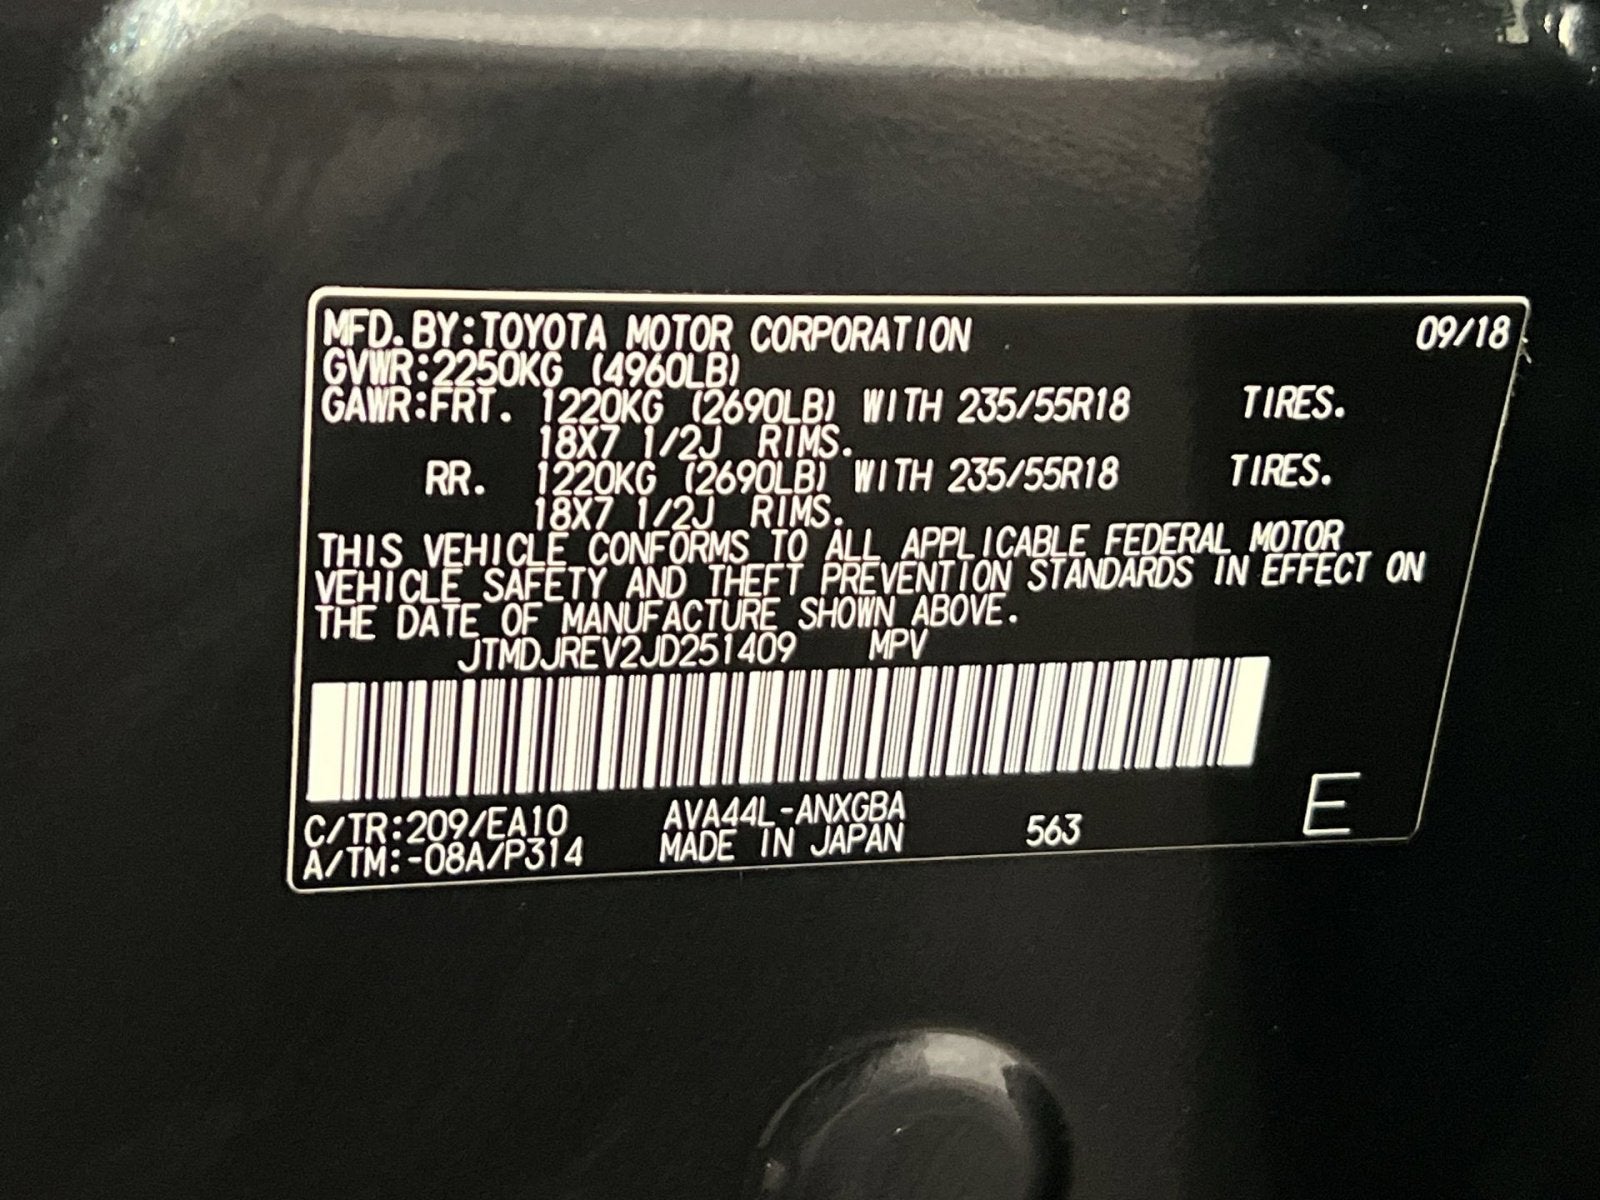 MFD.BY:TOYOTA MOTOR CORPORATION 09/18
GVWR:2250KG (4960LB)
GAWR:FRT. 1220KG (2690LB) WITH 235/55R18 TIRES.
18X7 1/2J RIMS.
RR. 1220KG (2690LB) WITH 235/55R18 TIRES.
18X7 1/2J RIMS.
THIS VEHICLE CONFORMS TO ALL APPLICABLE FEDERAL MOTOR
VEHICLE SAFETY AND THEFT PREVENTION STANDARDS IN EFFECT ON
THE DATE OF MANUFACTURE SHOWN ABOVE.
JTMDJREV2JD251409 MPV
C/TR:209/EA10 AVA44L-ANXGBA
A/TM:-08A/P314 MADE IN JAPAN 563 E